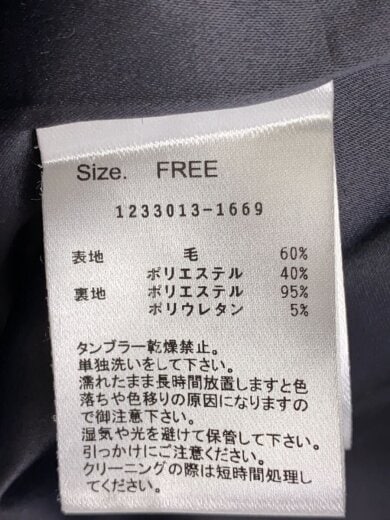 Size. FREE
1233013-1669
表地 毛 60%
ポリエステル 40%
裏地 ポリエステル 95%
ポリウレタン 5%
タンブラー乾燥禁止。
単独洗いをして下さい。
濡れたまま長時間放置しますと色
落ちや色移りの原因になりますの
で御注意下さい。
湿気や光を避けて保管して下さい。
引っかけにご注意ください。
クリーニングの際は短時間処理し
てください。